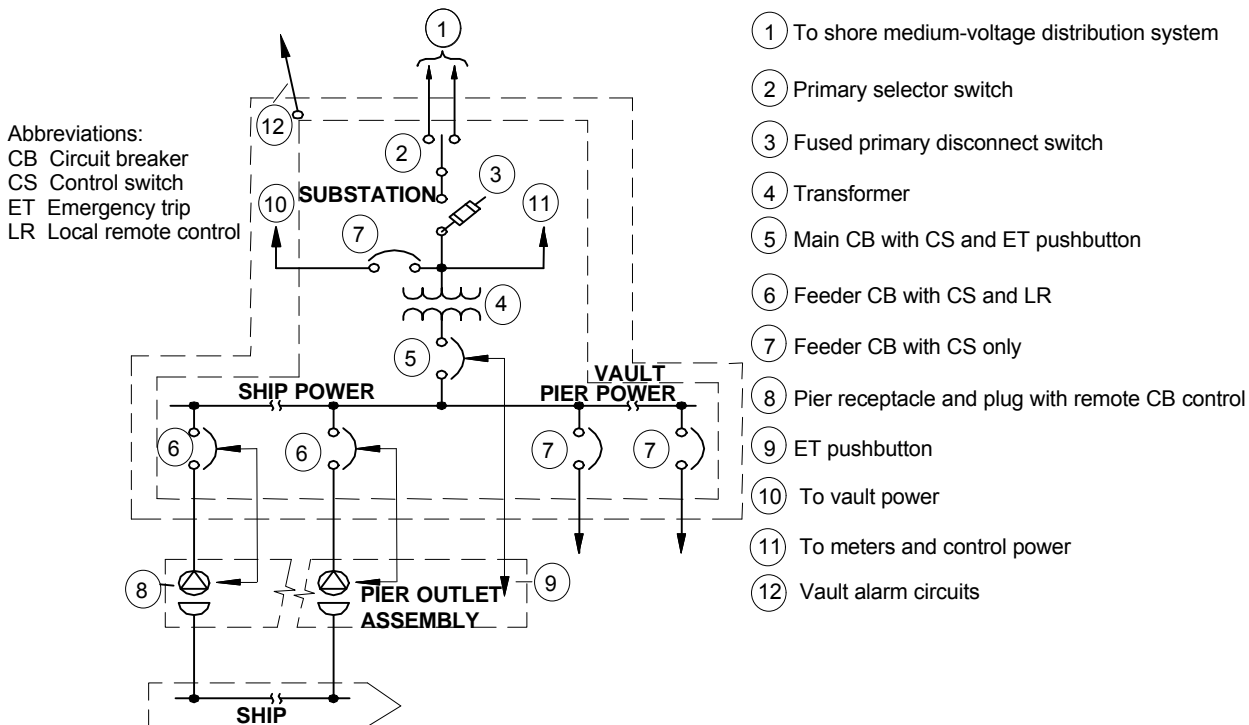 Abbreviations:
CB Circuit breaker
CS Control switch
ET Emergency trip
LR Local remote control
1
12
2
SUBSTATION
3
10
11
7
4
5
VAULT
SHIP POWER
PIER POWER
6
6
7
7
8
PIER OUTLET
ASSEMBLY
9
SHIP
1 To shore medium-voltage distribution system
2 Primary selector switch
3 Fused primary disconnect switch
4 Transformer
5 Main CB with CS and ET pushbutton
6 Feeder CB with CS and LR
7 Feeder CB with CS only
8 Pier receptacle and plug with remote CB control
9 ET pushbutton
10 To vault power
11 To meters and control power
12 Vault alarm circuits